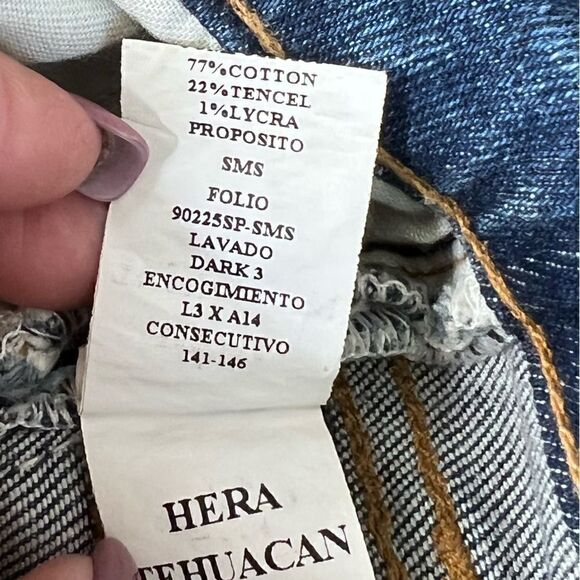 77%COTTON
22%TENCEL
1%LYCRA
PROPOSITO
SMS
FOLIO
90225SP-SMS
LAVADO
DARK 3
ENCOGIMIENTO
L3 X A14
CONSECUTIVO
141-146
HERA
TEHUACAN